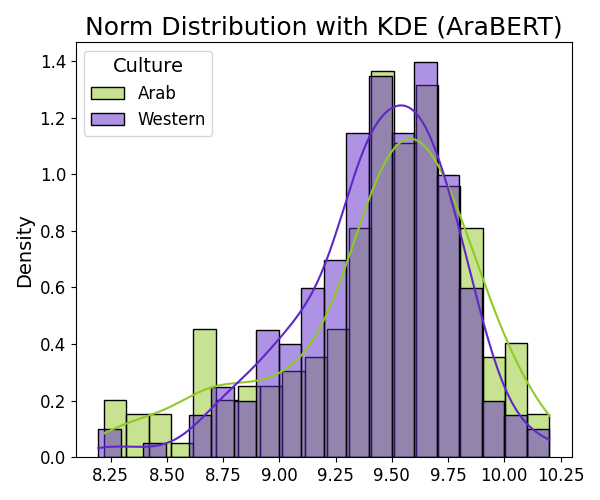 Norm Distribution with KDE (AraBERT)
Culture
Arab
Western
Density
1.4
1.2
1.0
0.8
0.6
0.4
0.2
0.0
8.25 8.50 8.75 9.00 9.25 9.50 9.75 10.00 10.25